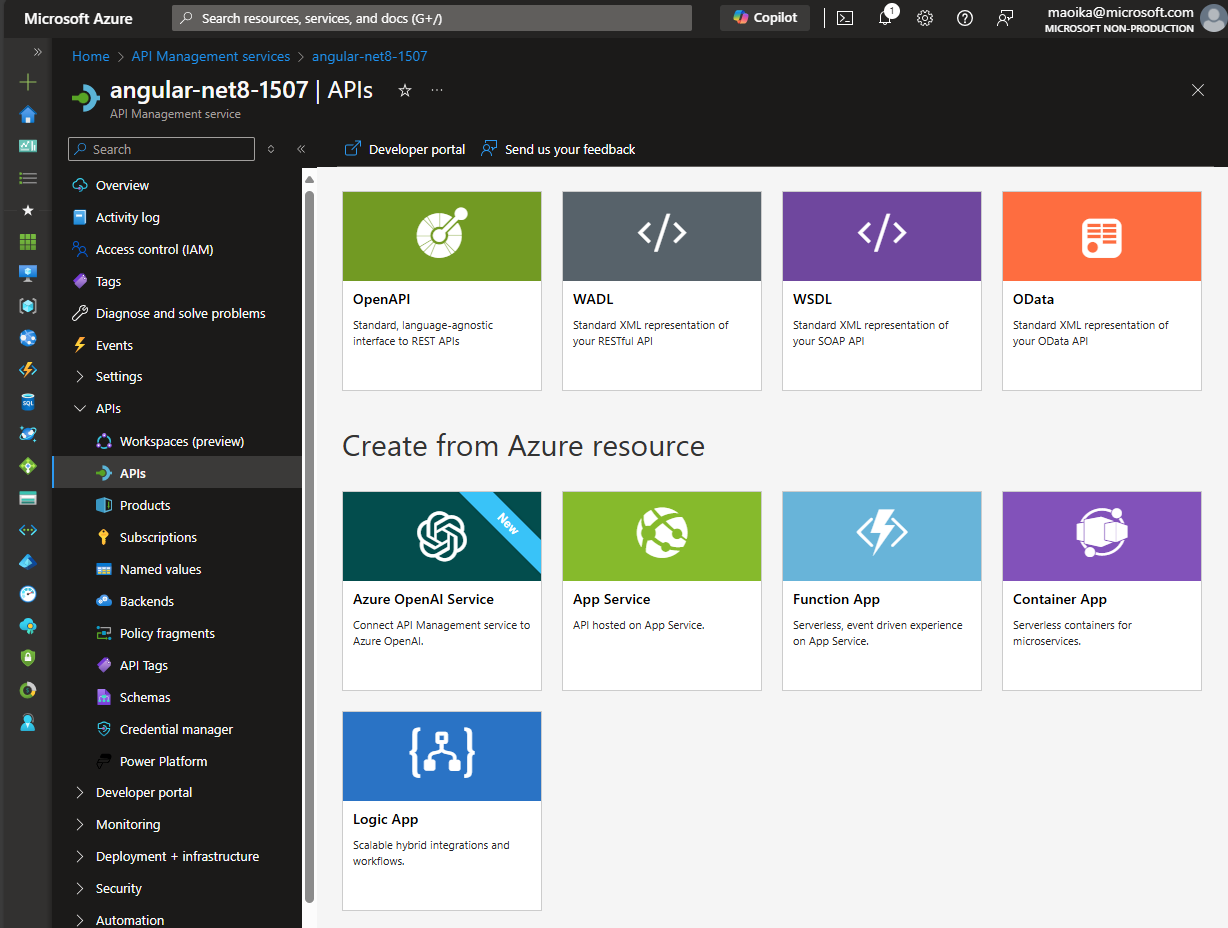 Microsoft Azure
Search resources, services, and docs (G+/)
Copilot
1
maoika@microsoft.com
MICROSOFT NON-PRODUCTION
Home > API Management services > angular-net8-1507
angular-net8-1507 | APIs
API Management service
Search
Developer portal
Send us your feedback
Overview
Activity log
Access control (IAM)
Tags
Diagnose and solve problems
Events
Settings
APIs
Workspaces (preview)
APIs
Products
Subscriptions
Named values
Backends
Policy fragments
API Tags
Schemas
Credential manager
Power Platform
Developer portal
Monitoring
Deployment + infrastructure
Security
Automation
SQL
OpenAPI
Standard, language-agnostic
interface to REST APIs
WADL
Standard XML representation of
your RESTful API
WSDL
Standard XML representation of
your SOAP API
OData
Standard XML representation of
your OData API
Create from Azure resource
New
Azure OpenAI Service
Connect API Management service to
Azure OpenAI.
App Service
API hosted on App Service.
Function App
Serverless, event driven experience
on App Service.
Container App
Serverless containers for
microservices.
Logic App
Scalable hybrid integrations and
workflows.